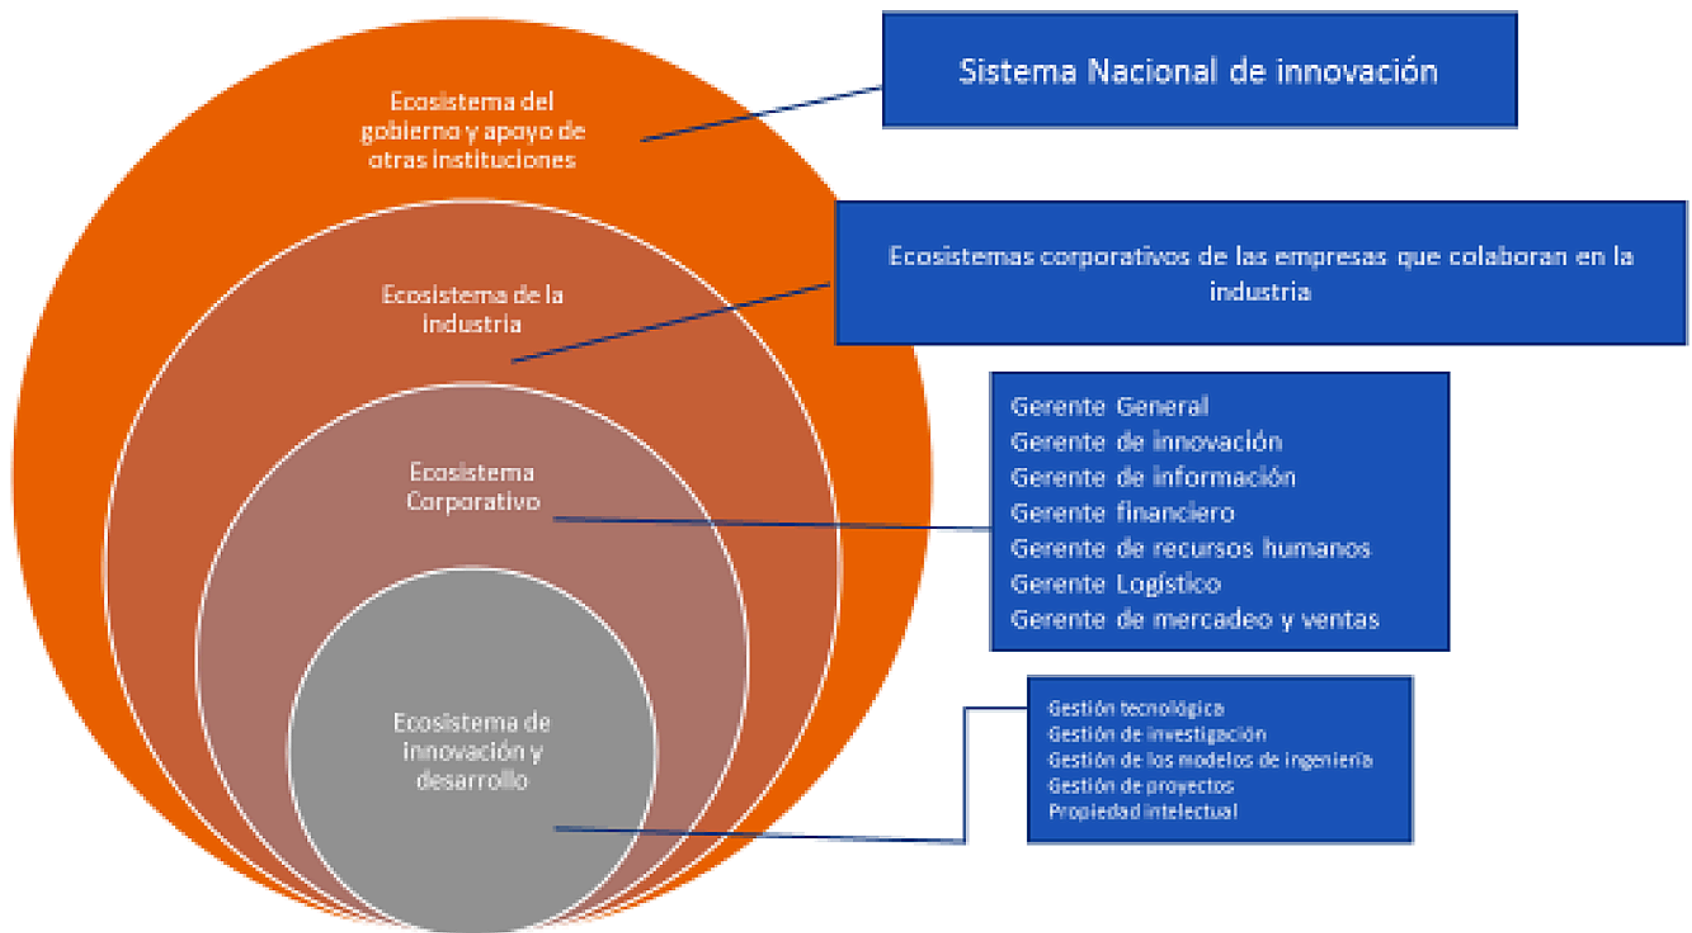 Ecosistema del
gobierno y apoyo de
otras instituciones
Sistema Nacional de innovación
Ecosistema de la
industria
Ecosistemas corporativos de las empresas que colaboran en la
industria
Ecosistema
Corporativo
Gerente General
Gerente de innovación
Gerente de información
Gerente financiero
Gerente de recursos humanos
Gerente Logístico
Gerente de mercadeo y ventas
Ecosistema de
innovación y
desarrollo
Gestión tecnológica
Gestión de investigación
Gestión de los modelos de ingeniería
Gestión de proyectos
Propiedad intelectual